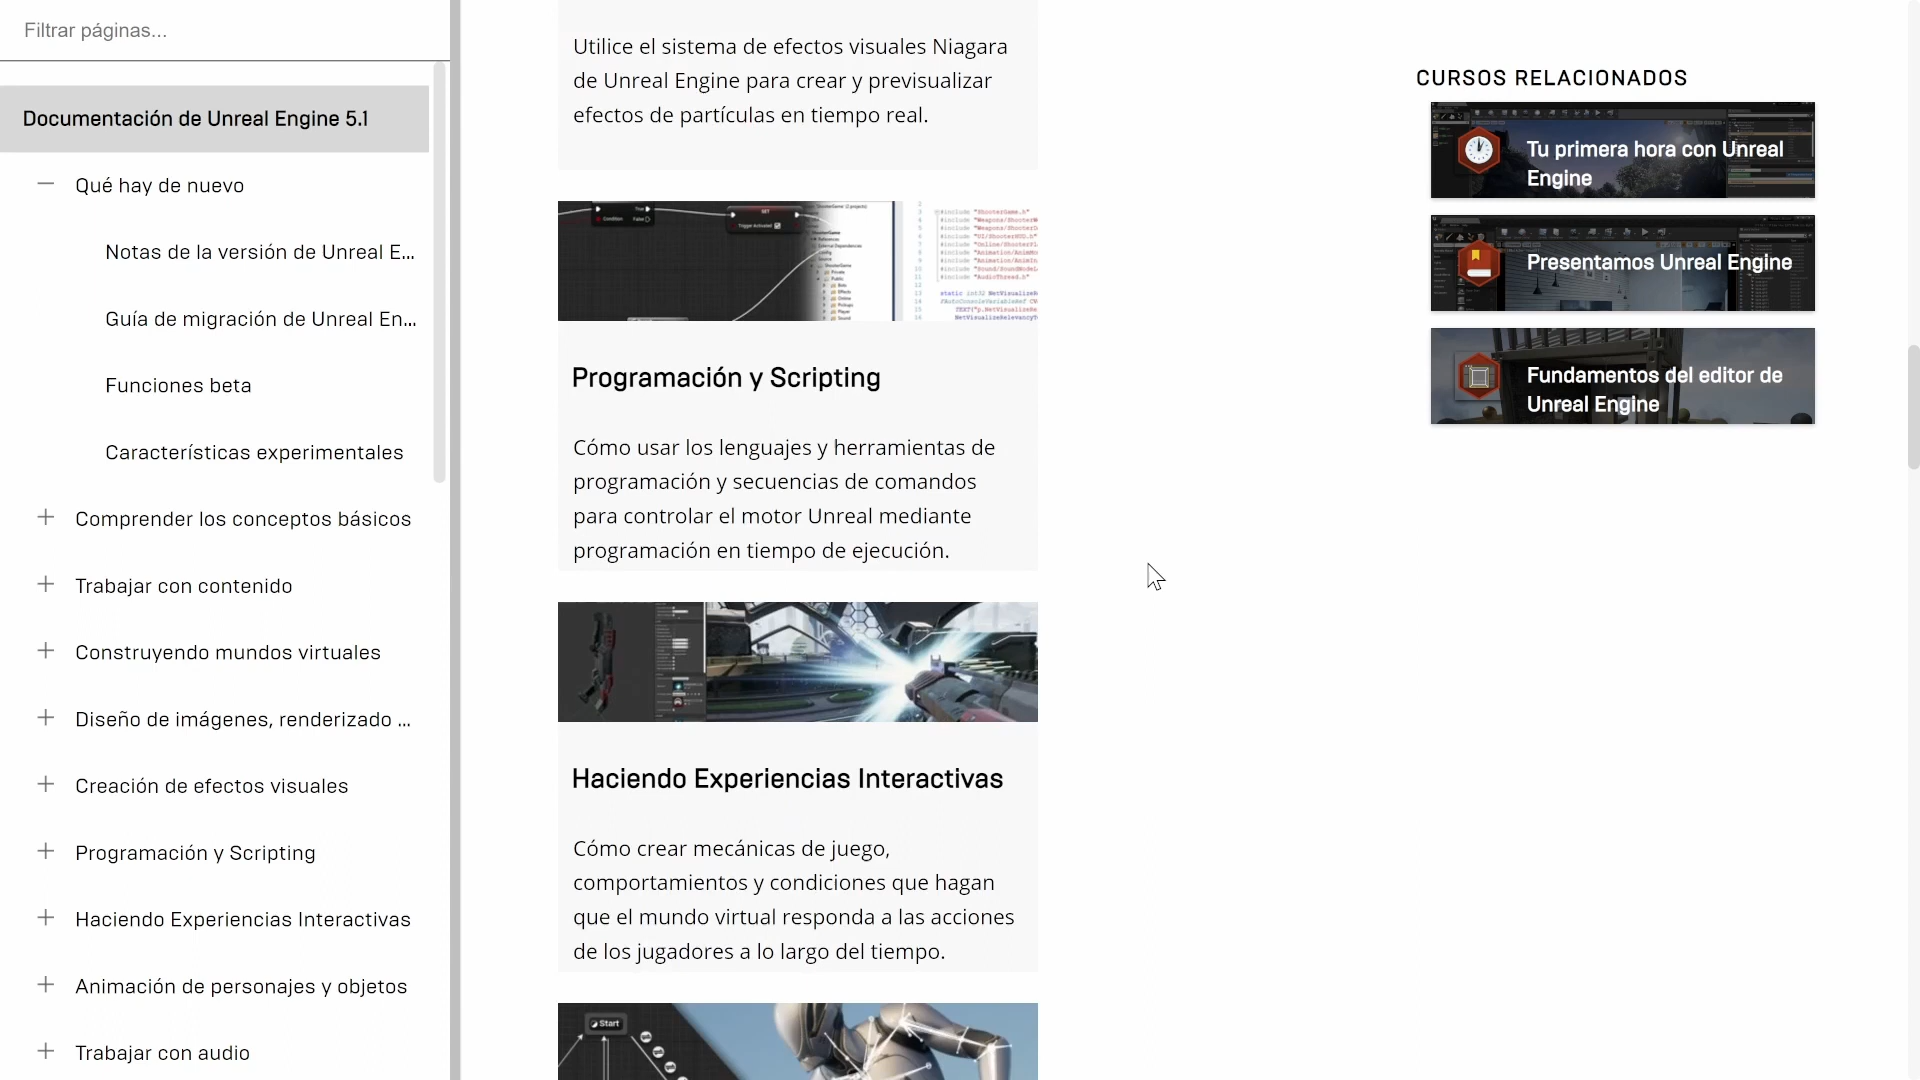 Filtrar páginas...
Documentación de Unreal Engine 5.1
Qué hay de nuevo
Notas de la versión de Unreal E...
Guía de migración de Unreal En...
Funciones beta
Características experimentales
Comprender los conceptos básicos
Trabajar con contenido
Construyendo mundos virtuales
Diseño de imágenes, renderizado ...
Creación de efectos visuales
Programación y Scripting
Haciendo Experiencias Interactivas
Animación de personajes y objetos
Trabajar con audio
Utilice el sistema de efectos visuales Niagara
de Unreal Engine para crear y previsualizar
efectos de partículas en tiempo real.
Programación y Scripting
Cómo usar los lenguajes y herramientas de
programación y secuencias de comandos
para controlar el motor Unreal mediante
programación en tiempo de ejecución.
Haciendo Experiencias Interactivas
Cómo crear mecánicas de juego,
comportamientos y condiciones que hagan
que el mundo virtual responda a las acciones
de los jugadores a lo largo del tiempo.
Start
CURSOS RELACIONADOS
Tu primera hora con Unreal
Engine
Presentamos Unreal Engine
Fundamentos del editor de
Unreal Engine